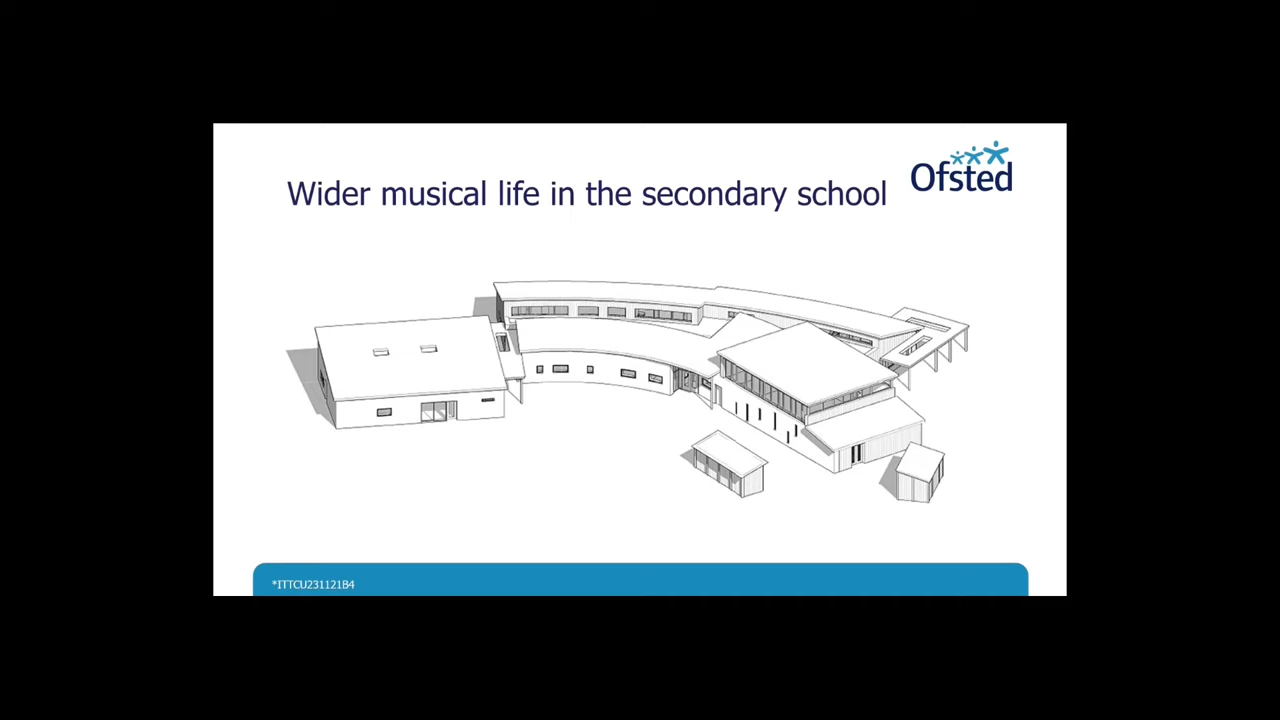 Ofsted
Wider musical life in the secondary school
*ITTCU231121B4